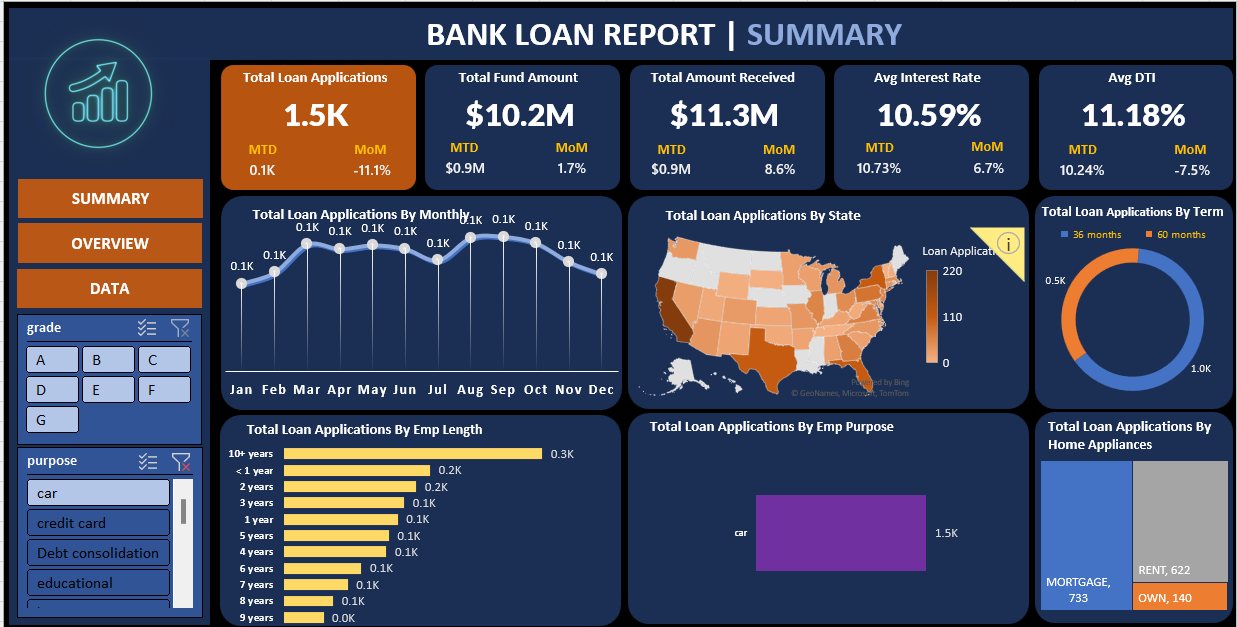 BANK LOAN REPORT | SUMMARY
Total Loan Applications
1.5K
MTD MoM
0.1K -11.1%
Total Fund Amount
$10.2M
MTD MoM
$0.9M 1.7%
Total Amount Received
$11.3M
MTD MoM
$0.9M 8.6%
Avg Interest Rate
10.59%
MTD MoM
10.73% 6.7%
Avg DTI
11.18%
MTD MoM
10.24% -7.5%
SUMMARY
OVERVIEW
DATA
grade
A B C
D E F
G
purpose
car
credit card
Debt consolidation
educational
Total Loan Applications By Monthly
0.1K 0.1K 0.1K 0.1K 0.1K 0.1K 0.1K 0.1K 0.1K 0.1K 0.1K 0.1K
Jan Feb Mar Apr May Jun Jul Aug Sep Oct Nov Dec
Total Loan Applications By State
Loan Applicati
220
110
0
Powered by Bing
© GeoNames, Microsoft, TomTom
Total Loan Applications By Term
36 months 60 months
0.5K
1.0K
Total Loan Applications By Emp Length
10+ years 0.3K
< 1 year 0.2K
2 years 0.2K
3 years 0.1K
1 year 0.1K
5 years 0.1K
4 years 0.1K
6 years 0.1K
7 years 0.1K
8 years 0.1K
9 years 0.0K
Total Loan Applications By Emp Purpose
car 1.5K
Total Loan Applications By
Home Appliances
MORTGAGE,
733
RENT, 622
OWN, 140